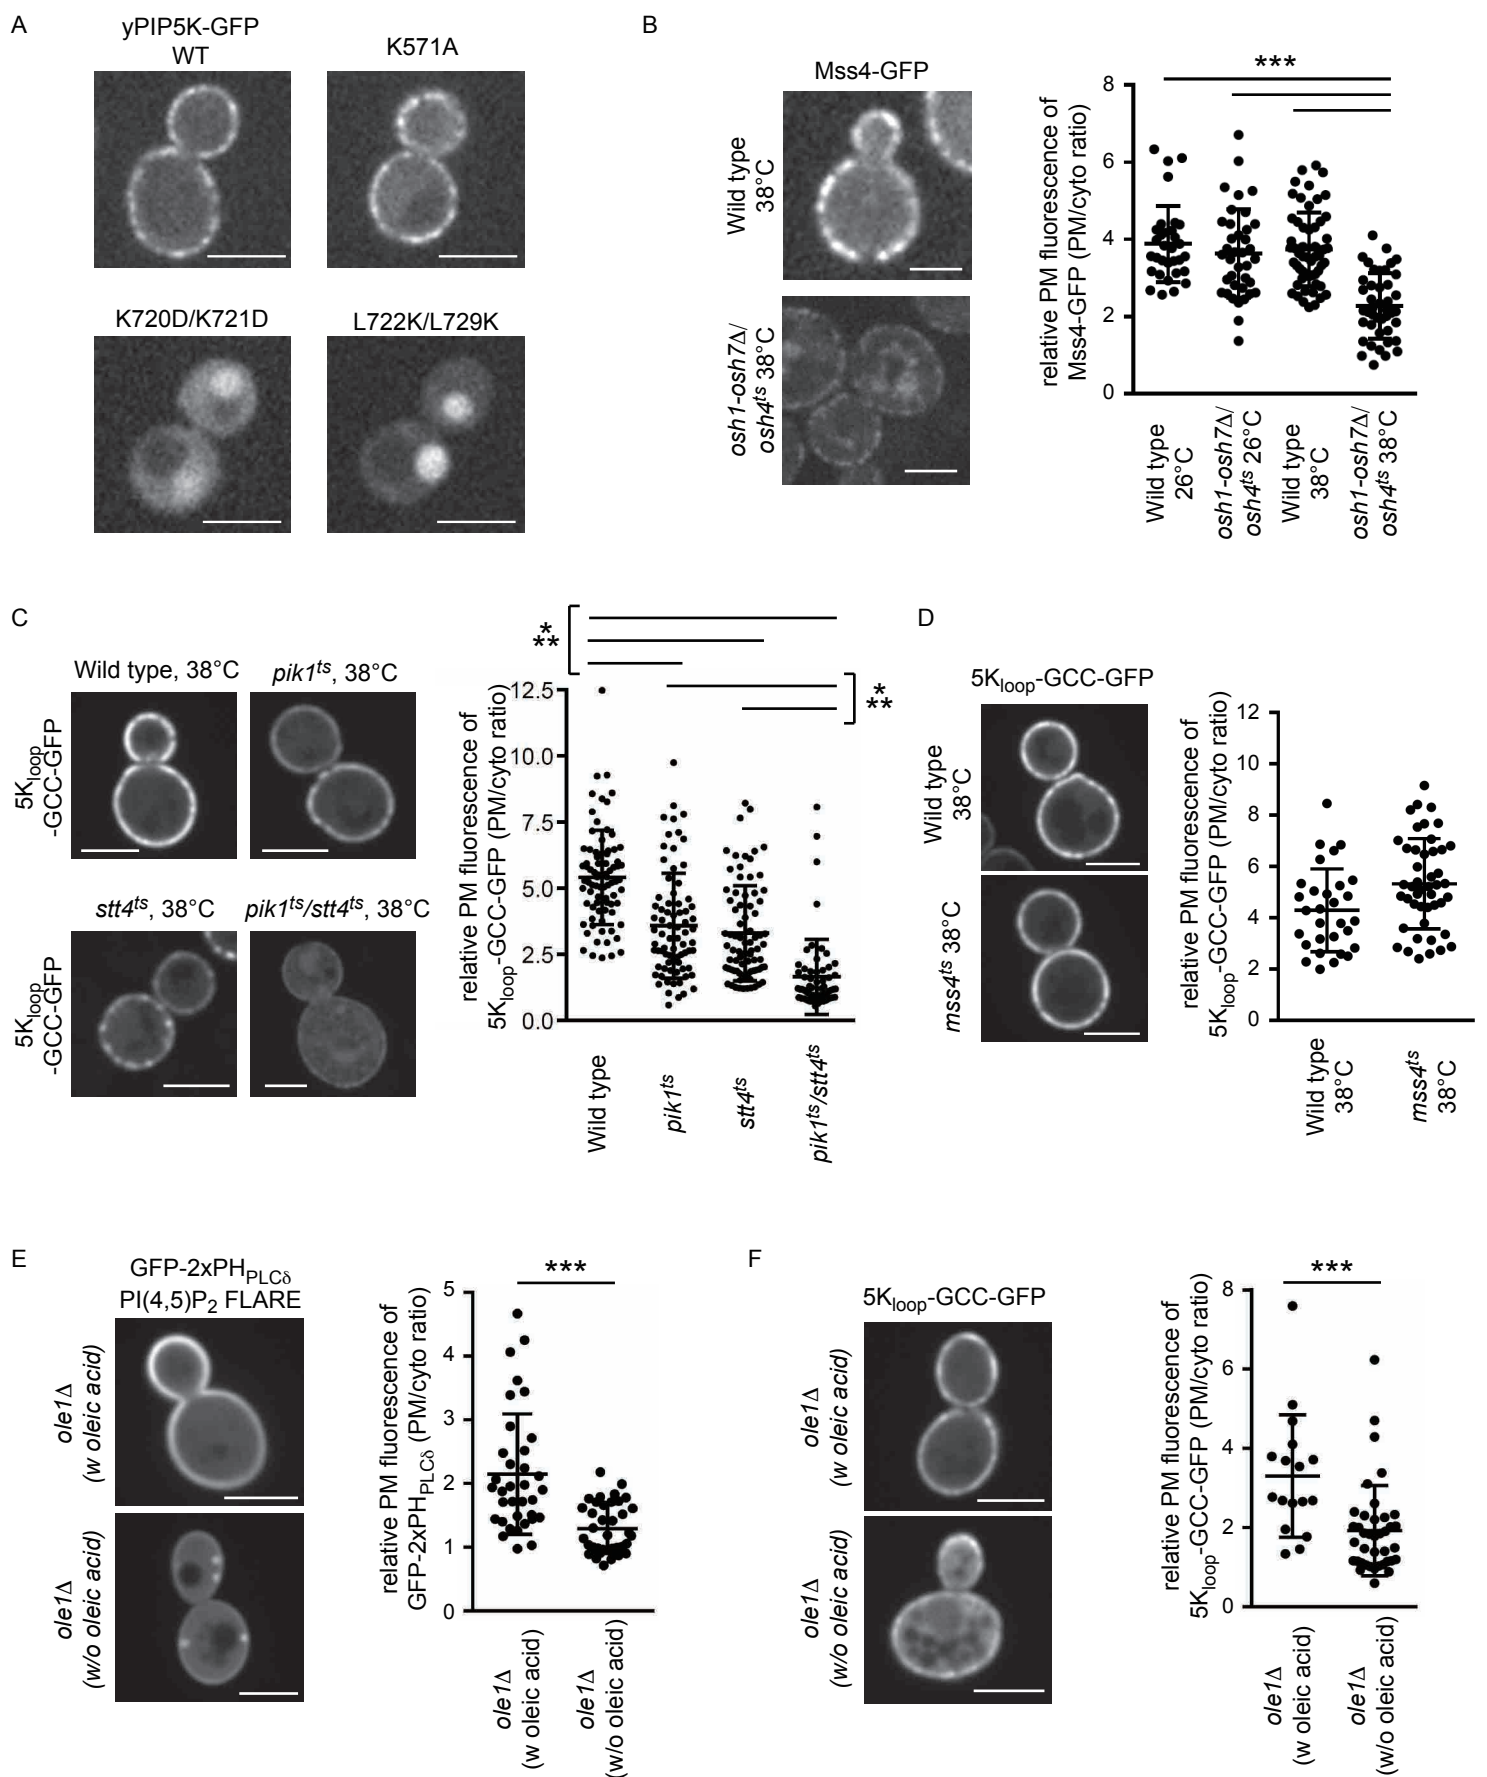 A
yPIP5K-GFP
WT
K571A
K720D/K721D
L722K/L729K
B
Mss4-GFP
Wild type
38°C
osh1-osh7Δ/
osh4ts 38°C
relative PM fluorescence of
Mss4-GFP (PM/cyto ratio)
***
8
6
4
2
0
Wild type
26°C
osh1-osh7Δ/
osh4ts 26°C
Wild type
38°C
osh1-osh7Δ/
osh4ts 38°C
C
Wild type, 38°C
pik1ts, 38°C
5Kloop
-GCC-GFP
stt4ts, 38°C
pik1ts/stt4ts, 38°C
5Kloop
-GCC-GFP
*
**
*
**
relative PM fluorescence of
5Kloop-GCC-GFP (PM/cyto ratio)
12.5
10.0
7.5
5.0
2.5
0.0
Wild type
pik1ts
stt4ts
pik1ts/stt4ts
D
5Kloop-GCC-GFP
Wild type
38°C
mss4ts 38°C
relative PM fluorescence of
5Kloop-GCC-GFP (PM/cyto ratio)
12
10
8
6
4
2
0
Wild type
38°C
mss4ts
38°C
E
GFP-2xPHPLCδ
PI(4,5)P2 FLARE
ole1Δ
(w oleic acid)
ole1Δ
(w/o oleic acid)
relative PM fluorescence of
GFP-2xPHPLCδ (PM/cyto ratio)
***
5
4
3
2
1
0
ole1Δ
(w oleic acid)
ole1Δ
(w/o oleic acid)
F
5Kloop-GCC-GFP
ole1Δ
(w oleic acid)
ole1Δ
(w/o oleic acid)
relative PM fluorescence of
5Kloop-GCC-GFP (PM/cyto ratio)
***
8
6
4
2
0
ole1Δ
(w oleic acid)
ole1Δ
(w/o oleic acid)